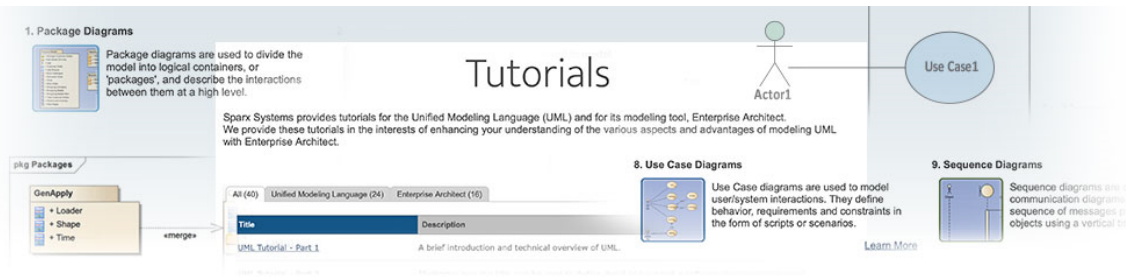 1. Package Diagrams
Package diagrams are used to divide the
model into logical containers, or
'packages', and describe the interactions
between them at a high level.
Tutorials
Actor1
Use Case1
Sparx Systems provides tutorials for the Unified Modeling Language (UML) and for its modeling tool, Enterprise Architect.
We provide these tutorials in the interests of enhancing your understanding of the various aspects and advantages of modeling UML
with Enterprise Architect.
pkg Packages
GenApply
+ Loader
+ Shape
+ Time
«merge»
All (40)
Unified Modeling Language (24)
Enterprise Architect (16)
Title
Description
UML Tutorial - Part 1
A brief introduction and technical overview of UML.
8. Use Case Diagrams
Use Case diagrams are used to model
user/system interactions. They define
behavior, requirements and constraints in
the form of scripts or scenarios.
Learn More
9. Sequence Diagrams
Sequence diagrams are
communication diagrams
sequence of messages
objects using a vertical